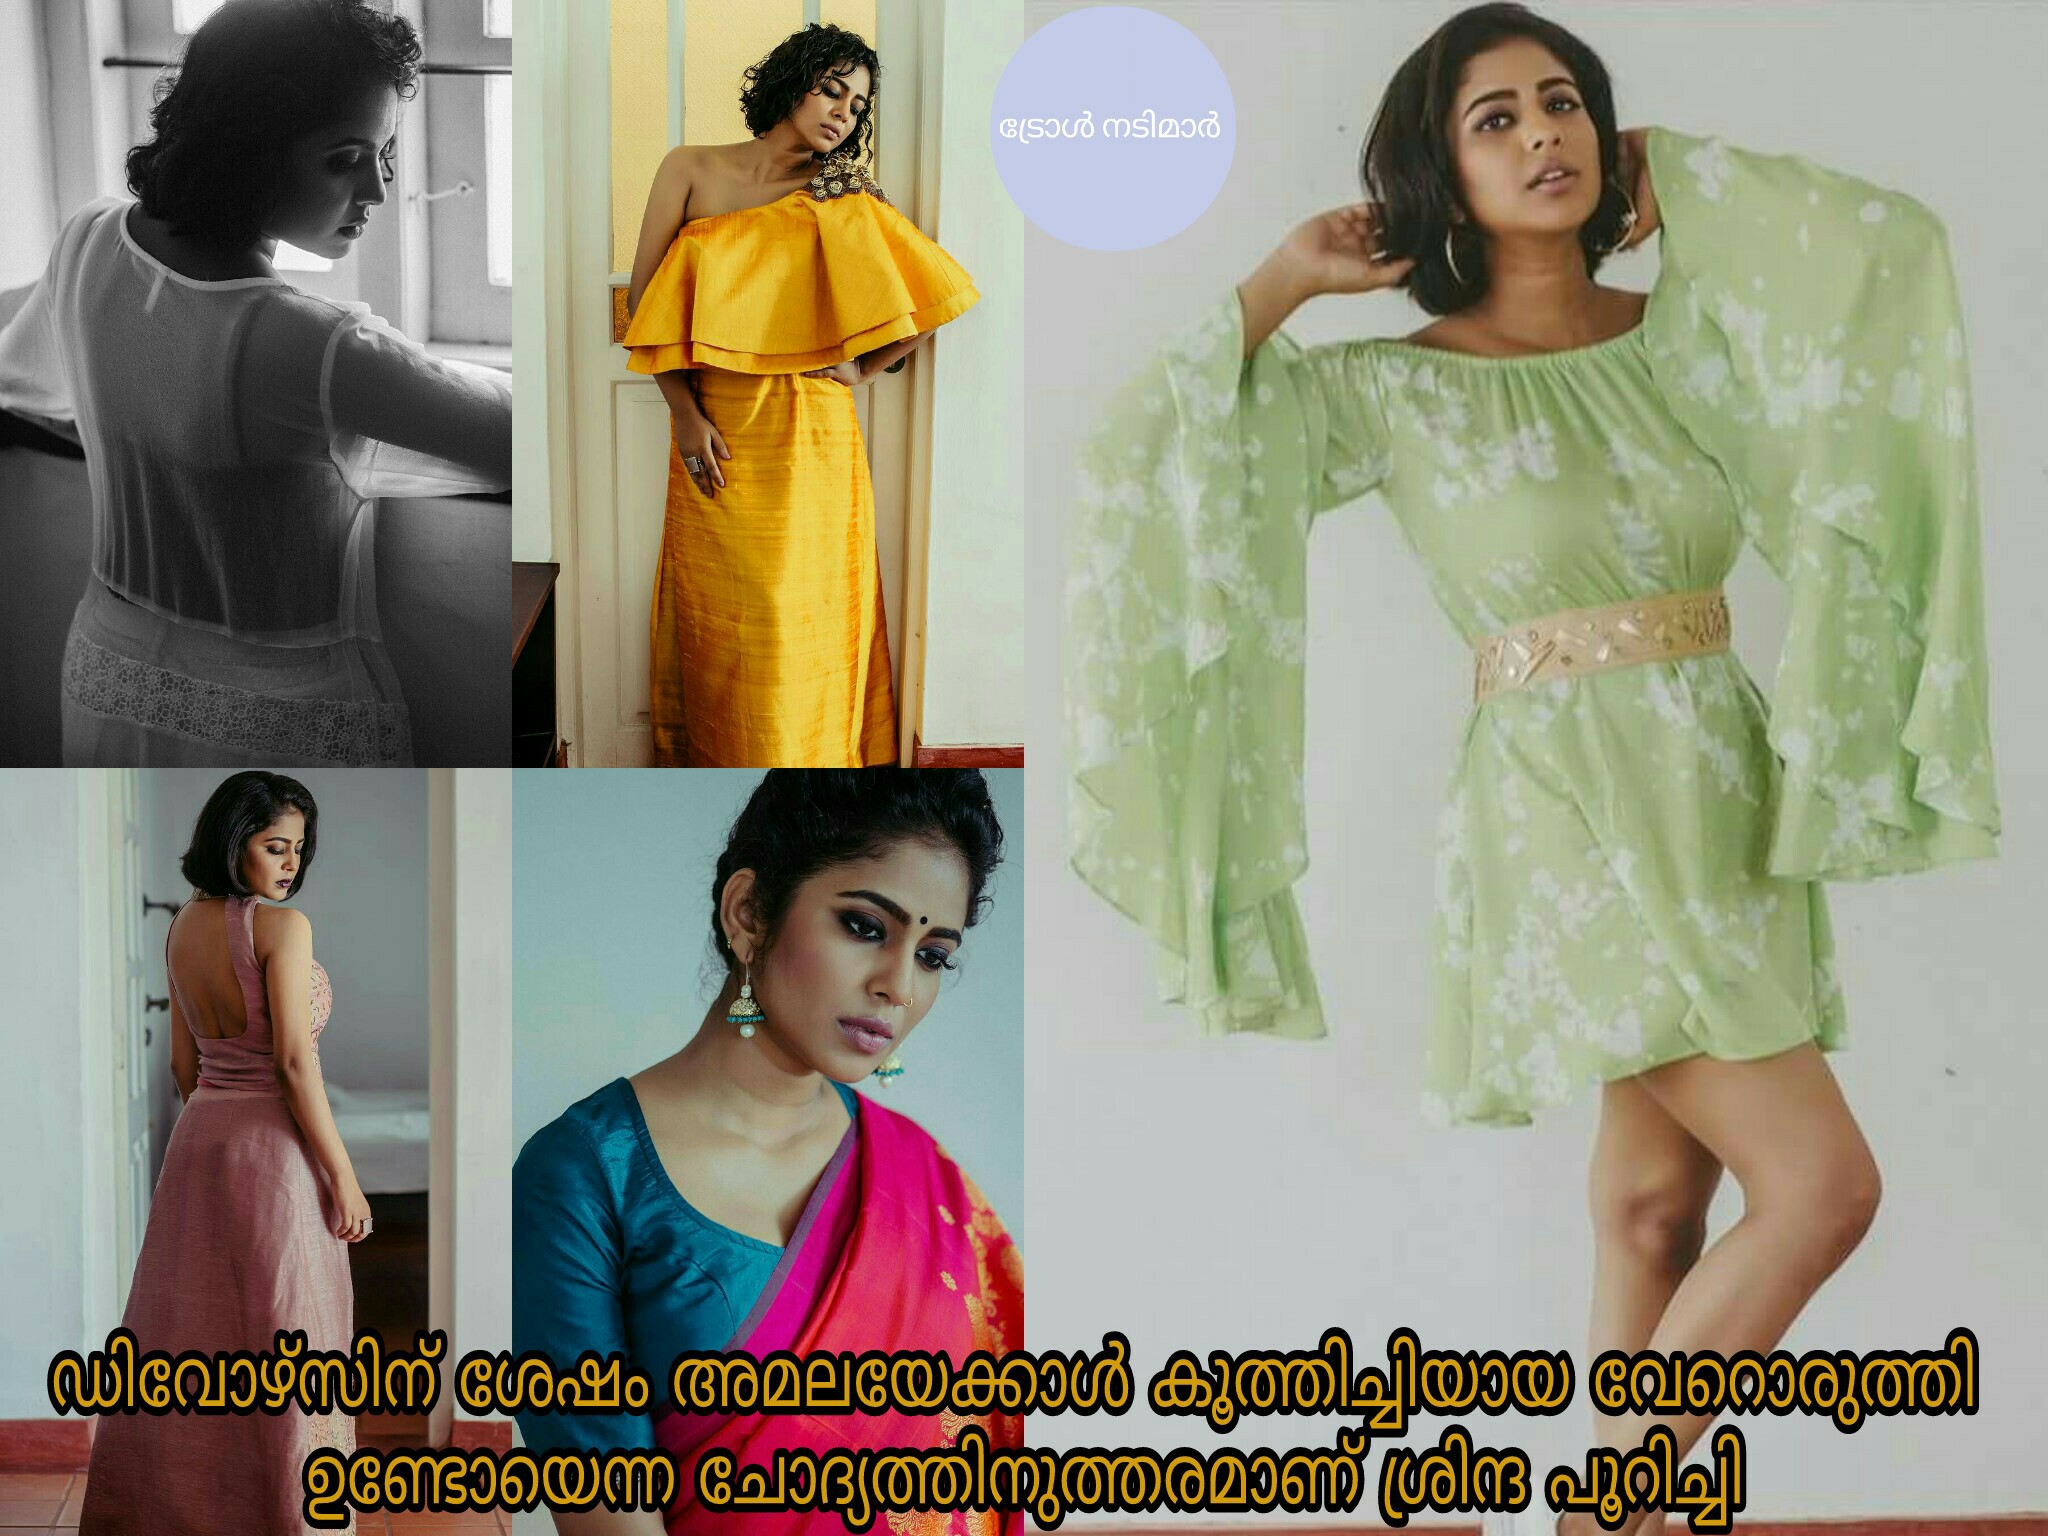 ട്രോൾ നടിമാർ
ഡിവോഴ്സിന് ശേഷം അമലയേക്കാൾ കൂത്തിച്ചിയായ വേറൊരുത്തി
ഉണ്ടോയെന്ന ചോദ്യത്തിനുത്തരമാണ് ശ്രിന്ദ പൂറിച്ചി